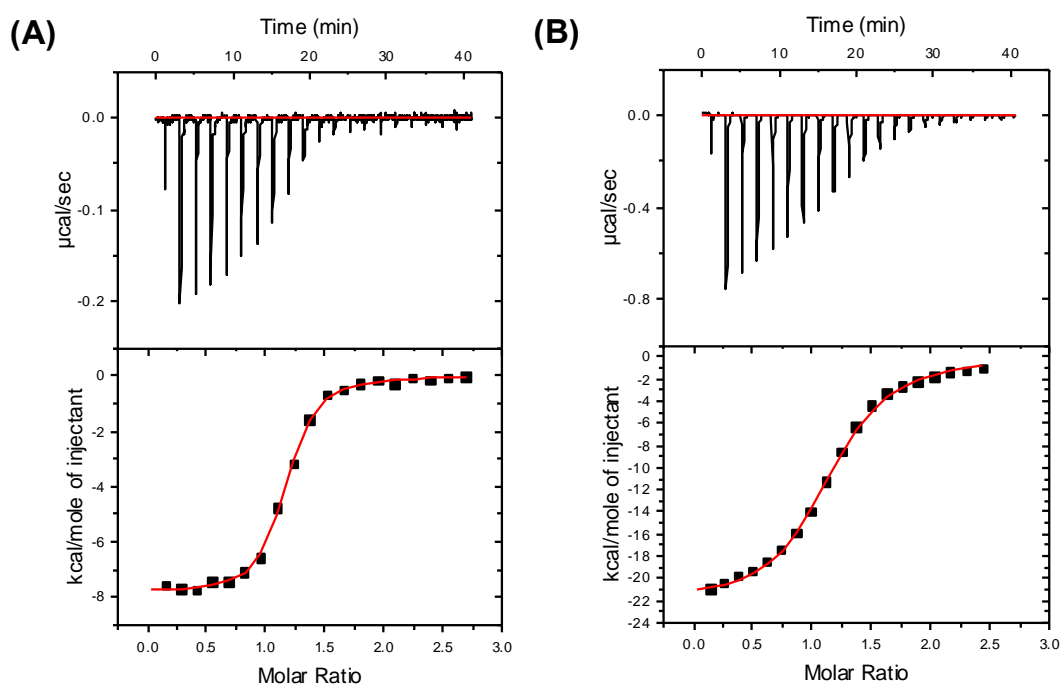 (A)
Time (min)
0 10 20 30 40
0.0
-0.1
-0.2
µcal/sec
0
-2
-4
-6
-8
kcal/mole of injectant
0.0 0.5 1.0 1.5 2.0 2.5 3.0
Molar Ratio
(B)
Time (min)
0 10 20 30 40
0.0
-0.4
-0.8
µcal/sec
0
-2
-4
-6
-8
-10
-12
-14
-16
-18
-20
-22
-24
kcal/mole of injectant
0.0 0.5 1.0 1.5 2.0 2.5 3.0
Molar Ratio